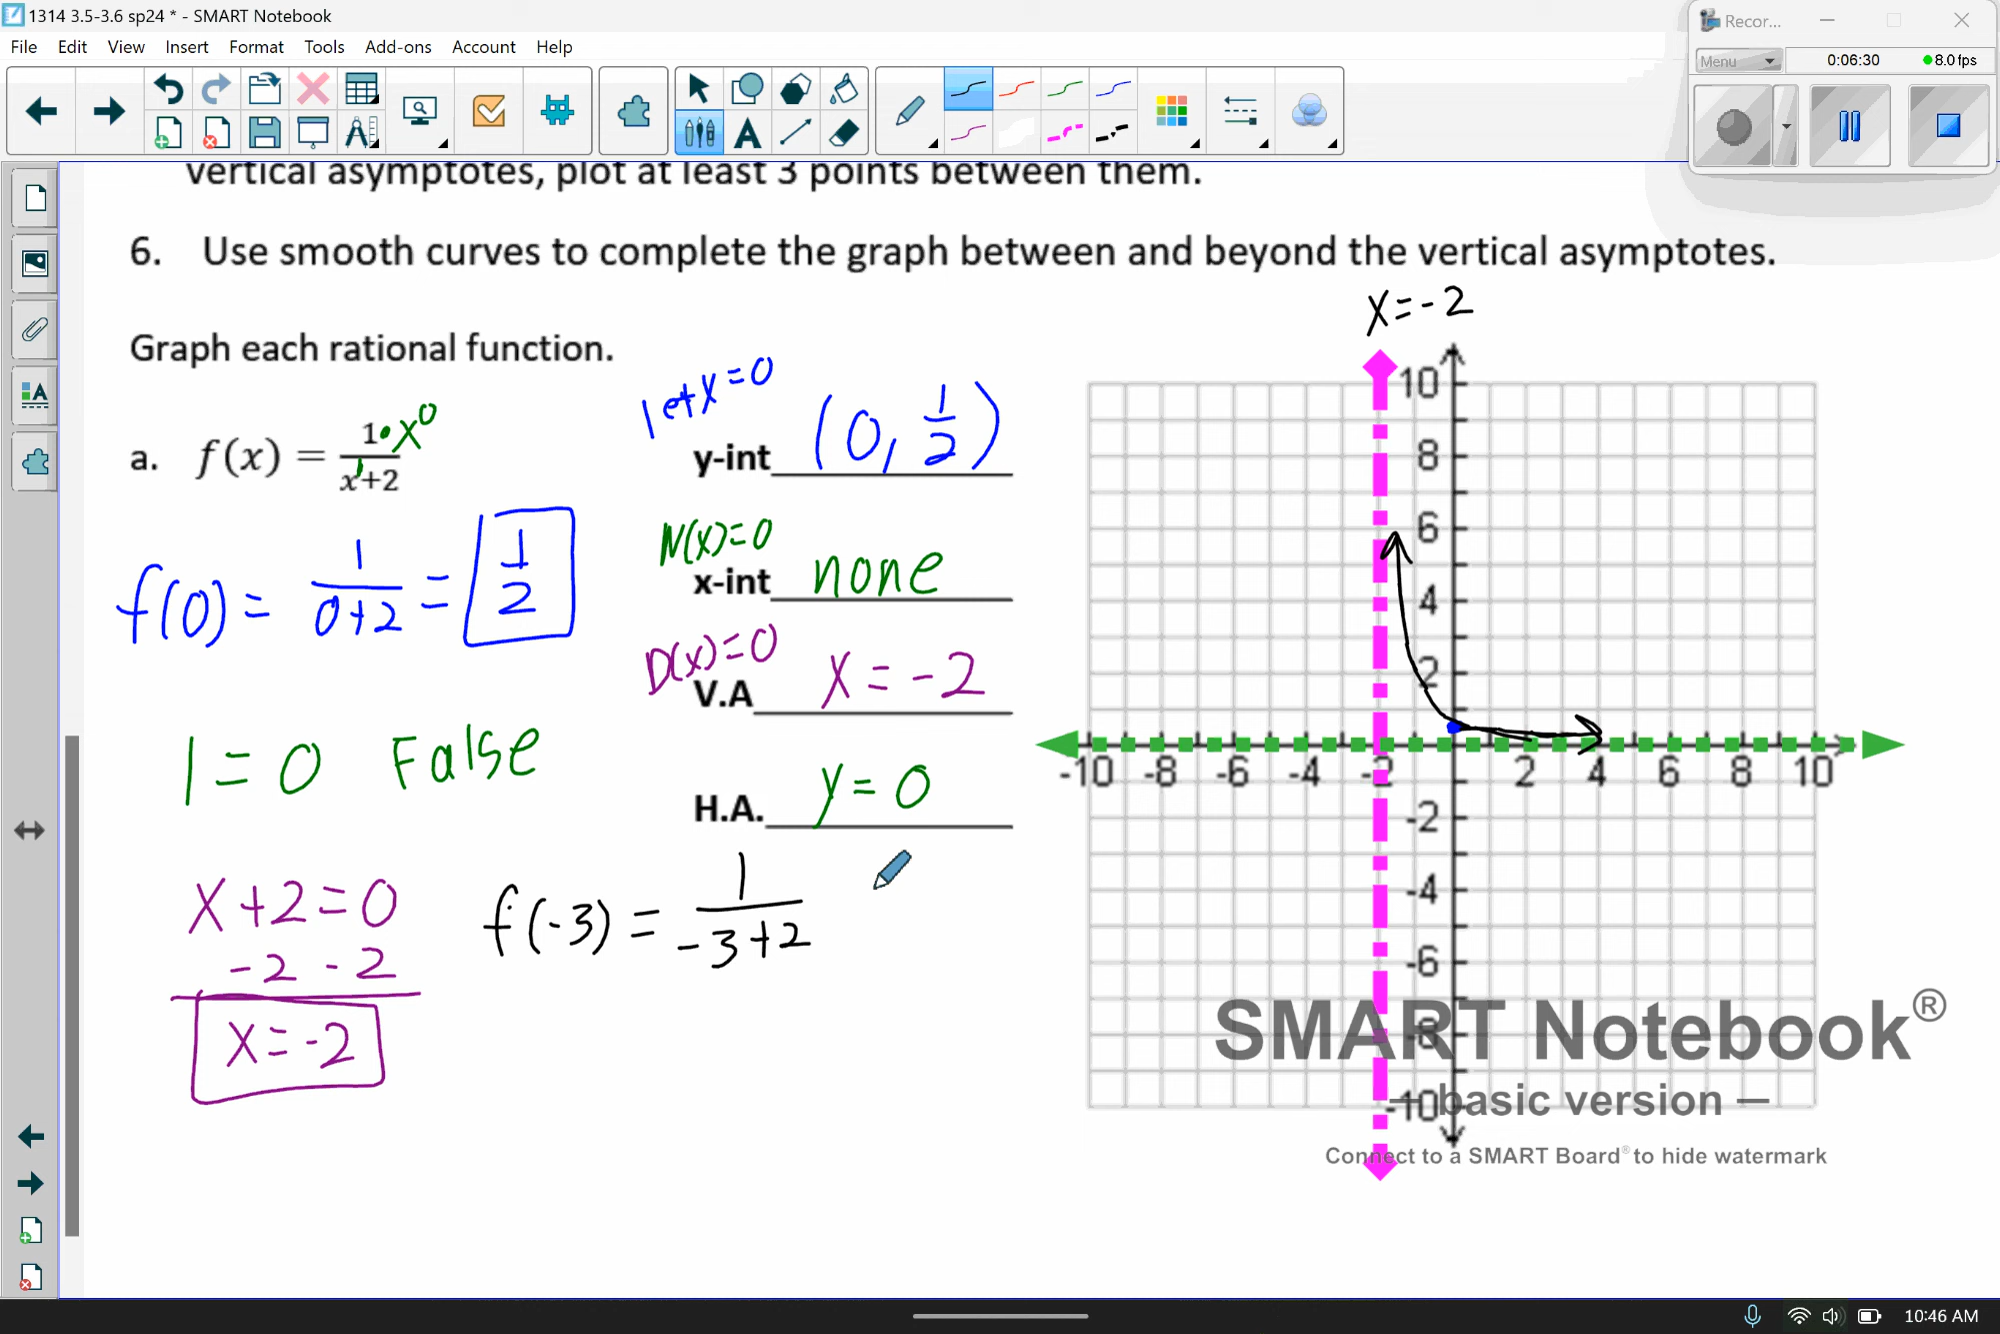 1314 3.5-3.6 sp24 * - SMART Notebook
File Edit View Insert Format Tools Add-ons Account Help
Recor...
Menu 0:06:30 8.0 fps
vertical asymptotes, plot at least 3 points between them.
6. Use smooth curves to complete the graph between and beyond the vertical asymptotes.
x = -2
Graph each rational function.
let x = 0
a. f(x) = 1•x^0 / x^1+2
y-int (0, 1/2)
f(0) = 1/(0+2) = 1/2
N(x)=0
x-int none
D(x)=0
V.A x = -2
1 = 0 False
H.A. y = 0
x + 2 = 0
-2 -2
x = -2
f(-3) = 1/(-3+2)
10
8
6
4
2
-10 -8 -6 -4 -2 2 4 6 8 10
-2
-4
-6
-8
-10
SMART Notebook®
— basic version —
Connect to a SMART Board® to hide watermark
10:46 AM